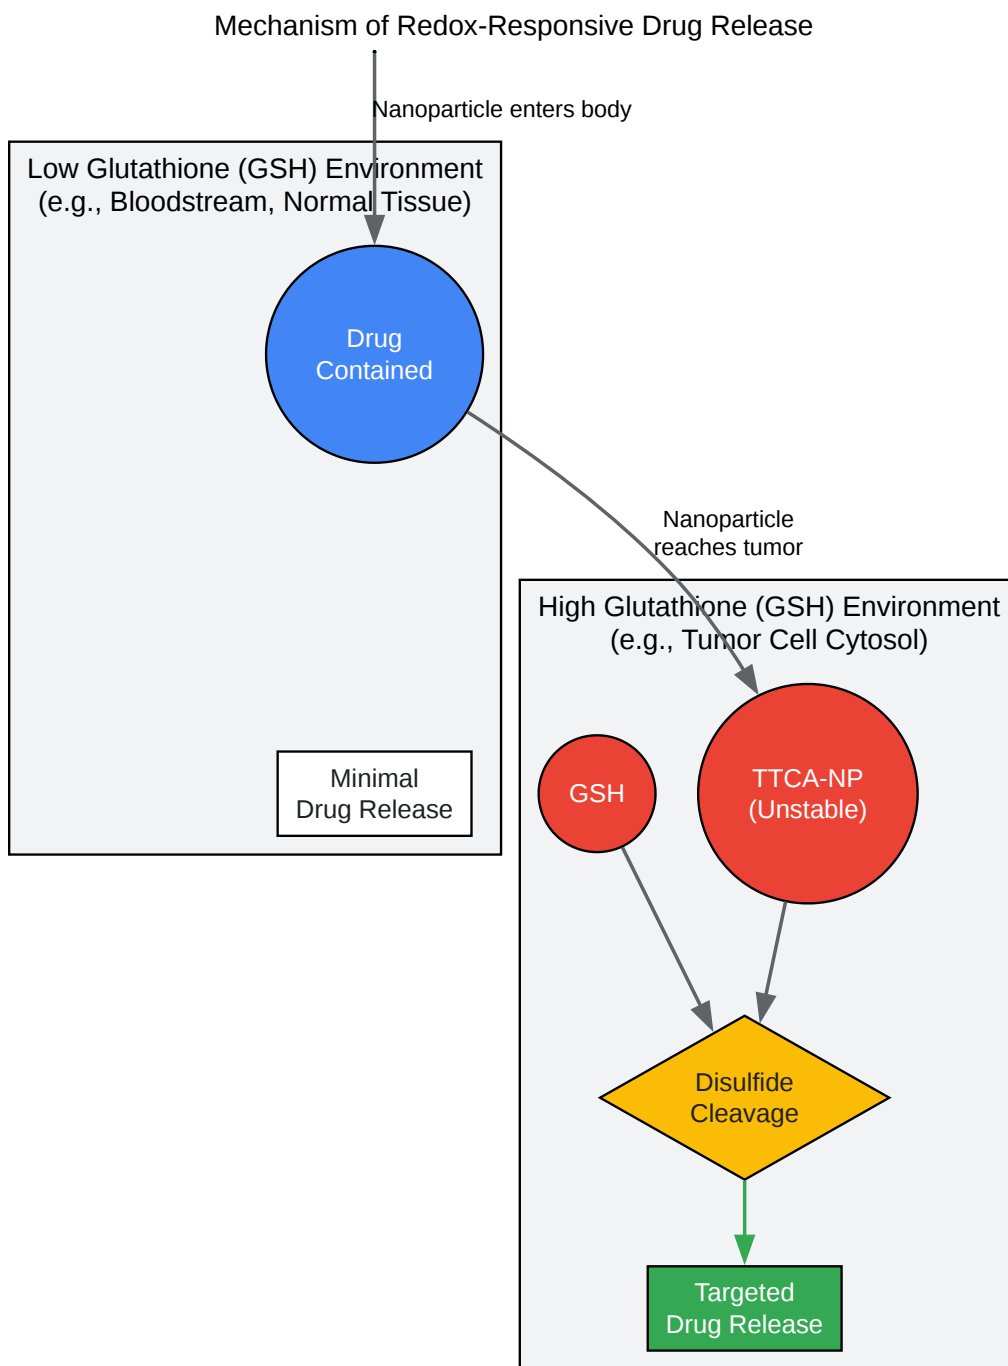 Mechanism of Redox-Responsive Drug Release
Nanoparticle enters body
Low Glutathione (GSH) Environment
(e.g., Bloodstream, Normal Tissue)
Drug
Contained
Nanoparticle
reaches tumor
High Glutathione (GSH) Environment
(e.g., Tumor Cell Cytosol)
Minimal
Drug Release
GSH
TTCA-NP
(Unstable)
Disulfide
Cleavage
Targeted
Drug Release